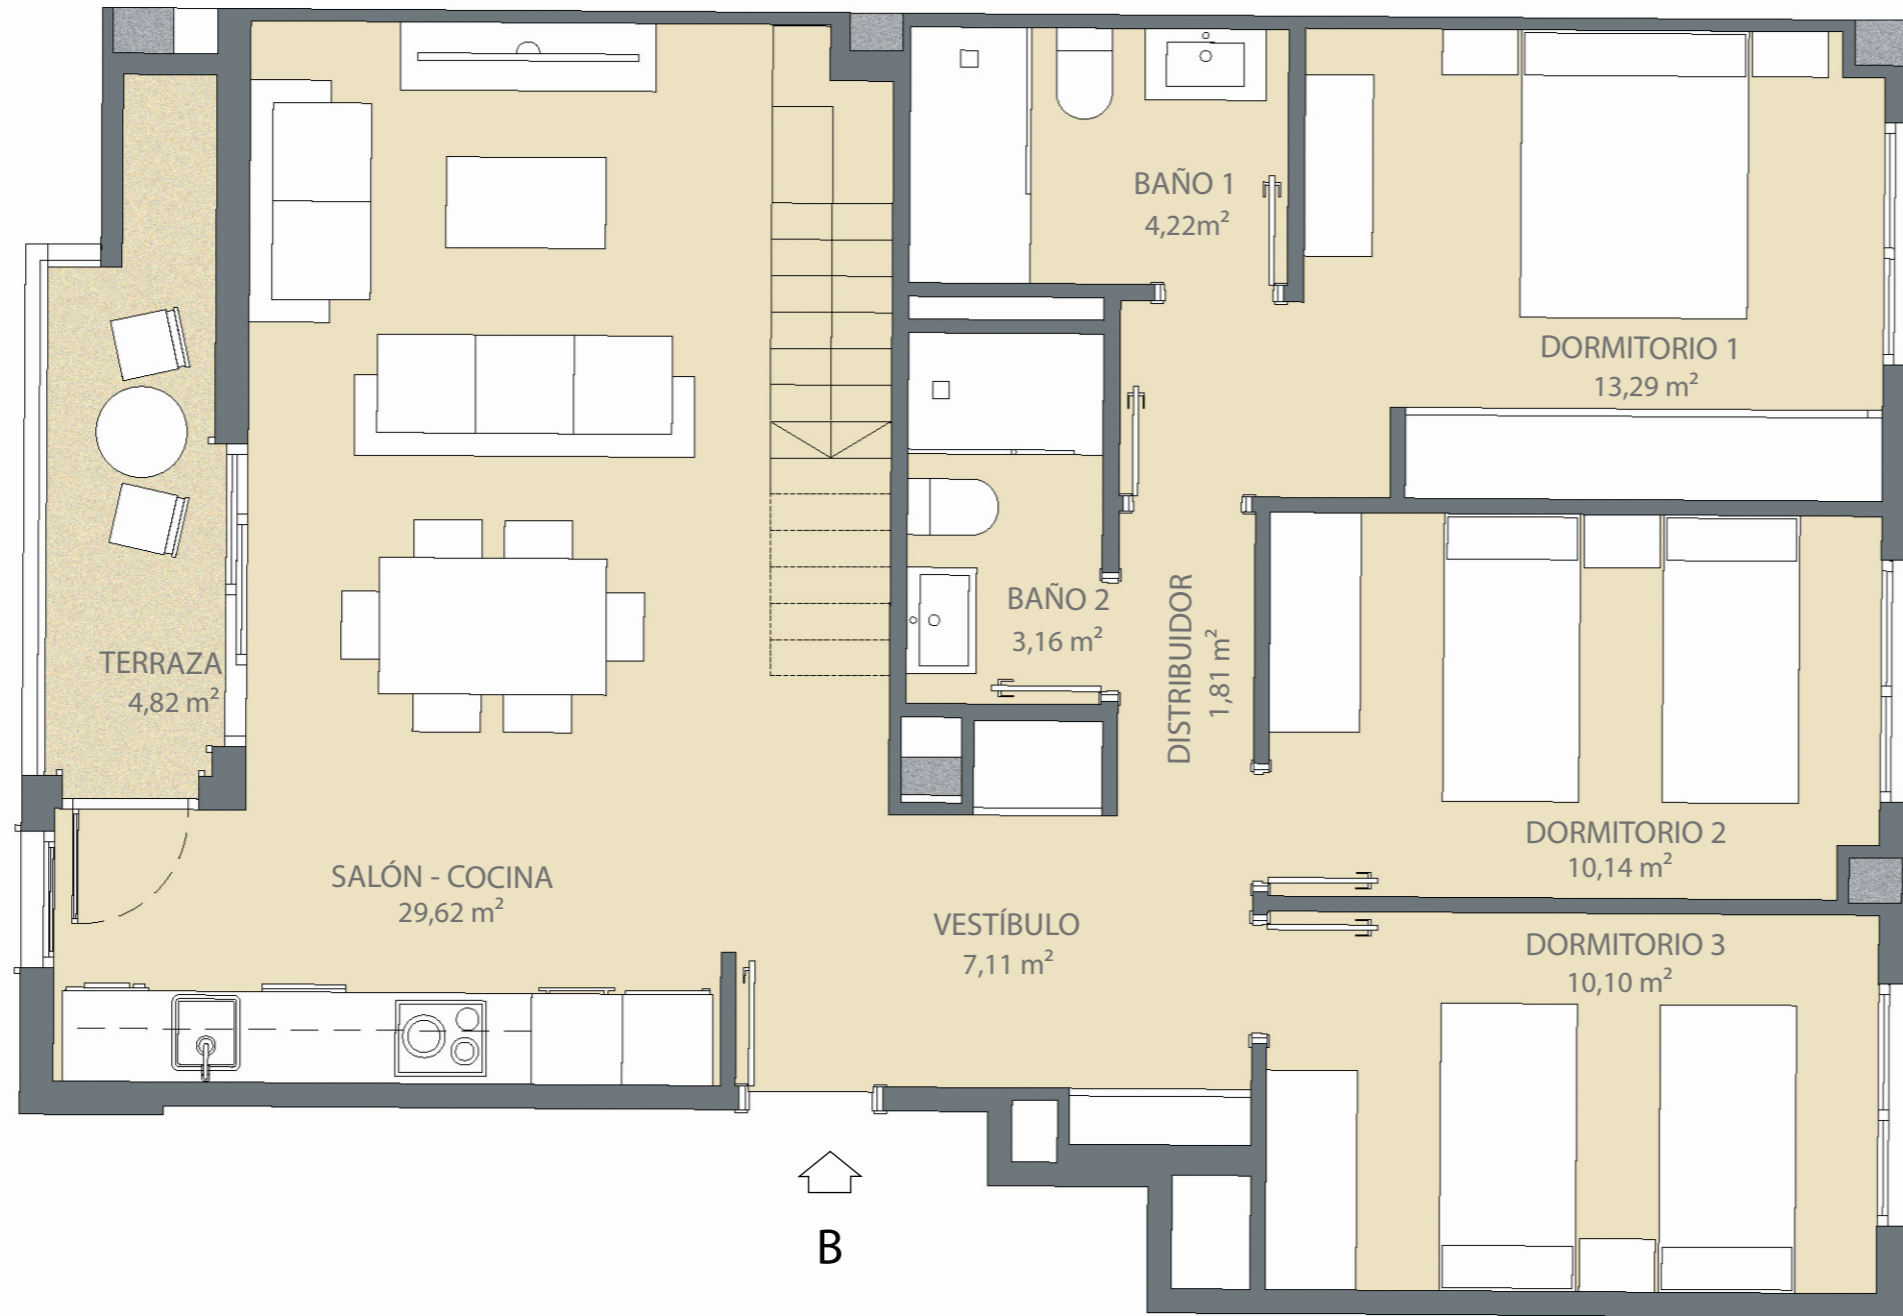 BAÑO 1
4,22m²
DORMITORIO 1
13,29 m²
BAÑO 2
3,16 m²
DISTRIBUIDOR
1,81 m²
TERRAZA
4,82 m²
DORMITORIO 2
10,14 m²
SALÓN - COCINA
29,62 m²
VESTÍBULO
7,11 m²
DORMITORIO 3
10,10 m²
B